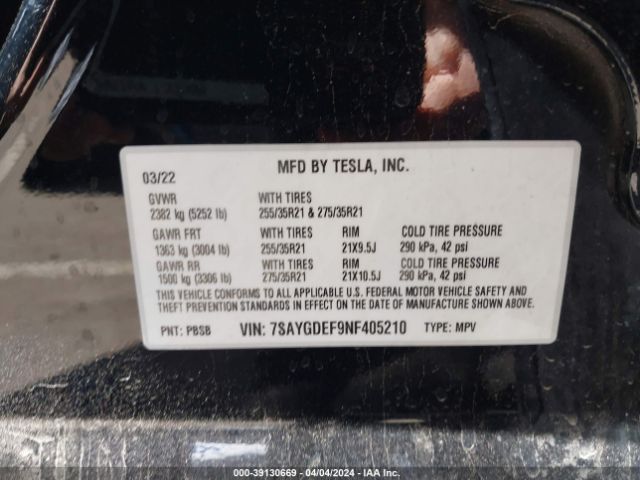 MFD BY TESLA, INC.
03/22
GVWR WITH TIRES
2382 kg (5252 lb) 255/35R21 & 275/35R21
GAWR FRT WITH TIRES RIM COLD TIRE PRESSURE
1363 kg (3004 lb) 255/35R21 21X9.5J 290 kPa, 42 psi
GAWR RR WITH TIRES RIM COLD TIRE PRESSURE
1500 kg (3306 lb) 275/35R21 21X10.5J 290 kPa, 42 psi
THIS VEHICLE CONFORMS TO ALL APPLICABLE U.S. FEDERAL MOTOR VEHICLE SAFETY AND
THEFT PREVENTION STANDARDS IN EFFECT ON THE DATE OF MANUFACTURE SHOWN ABOVE.
PNT: PBSB VIN: 7SAYGDEF9NF405210 TYPE: MPV
000-39130669 - 04/04/2024 - IAA Inc.